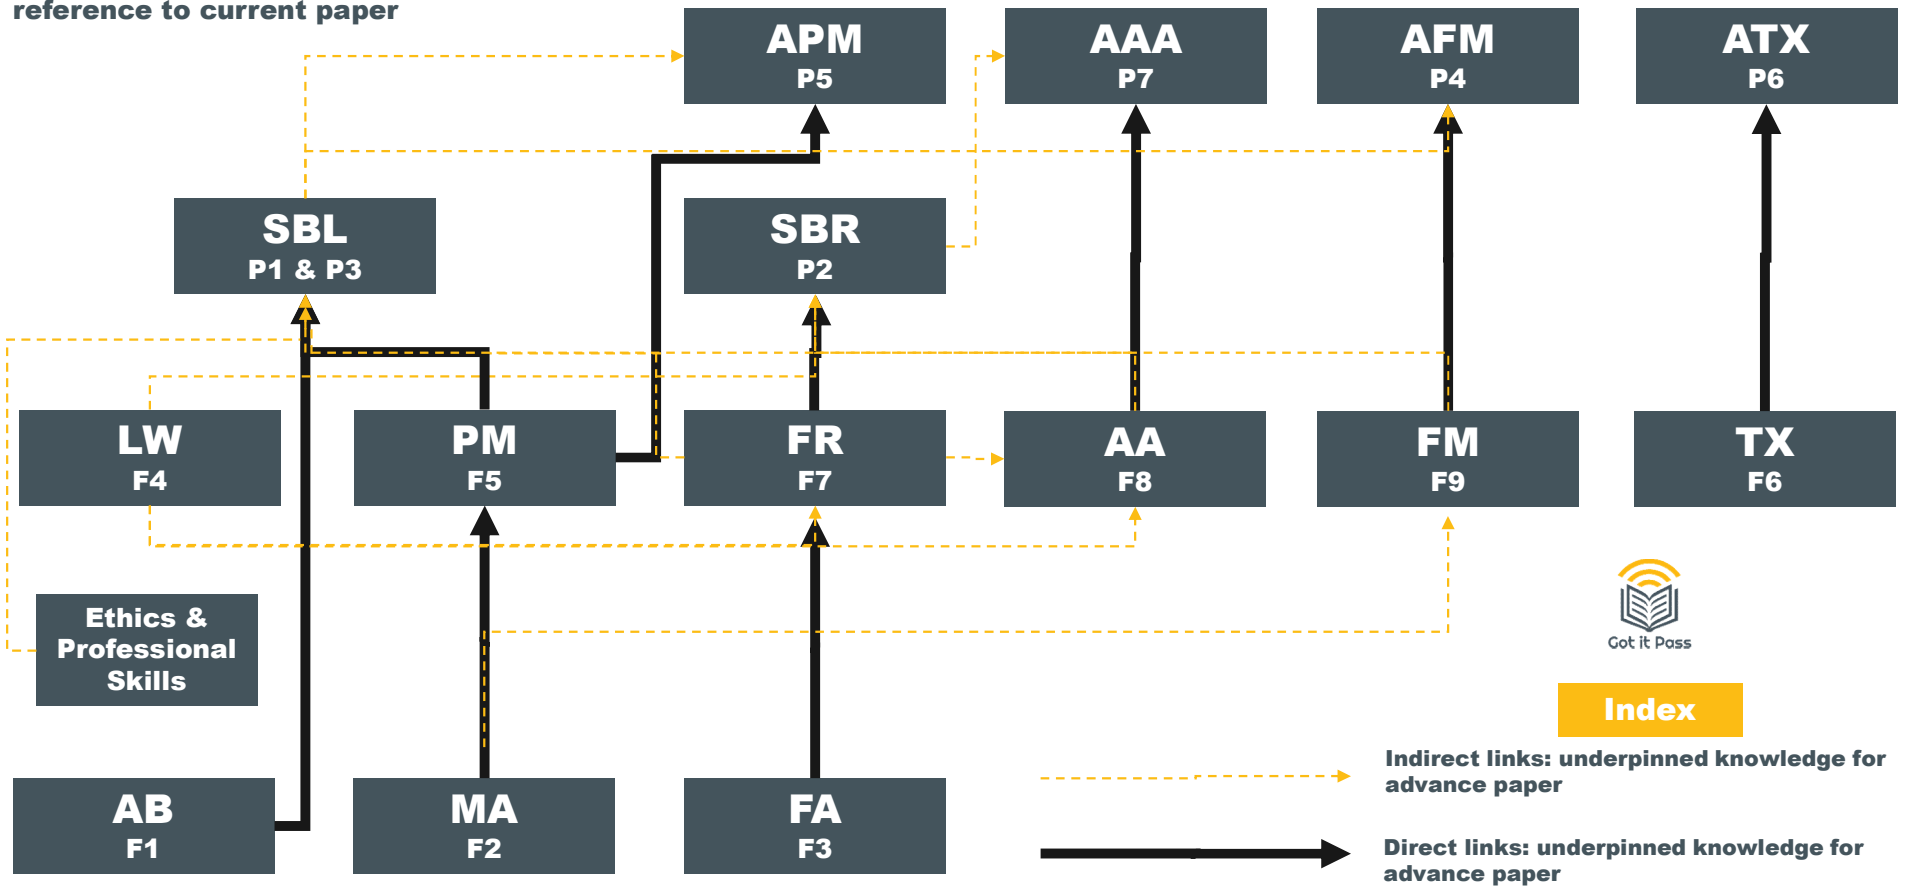 reference to current paper
APM
P5
AAA
P7
AFM
P4
ATX
P6
SBL
P1 & P3
SBR
P2
LW
F4
PM
F5
FR
F7
AA
F8
FM
F9
TX
F6
Ethics &
Professional
Skills
Got it Pass
Index
Indirect links: underpinned knowledge for
advance paper
AB
F1
MA
F2
FA
F3
Direct links: underpinned knowledge for
advance paper